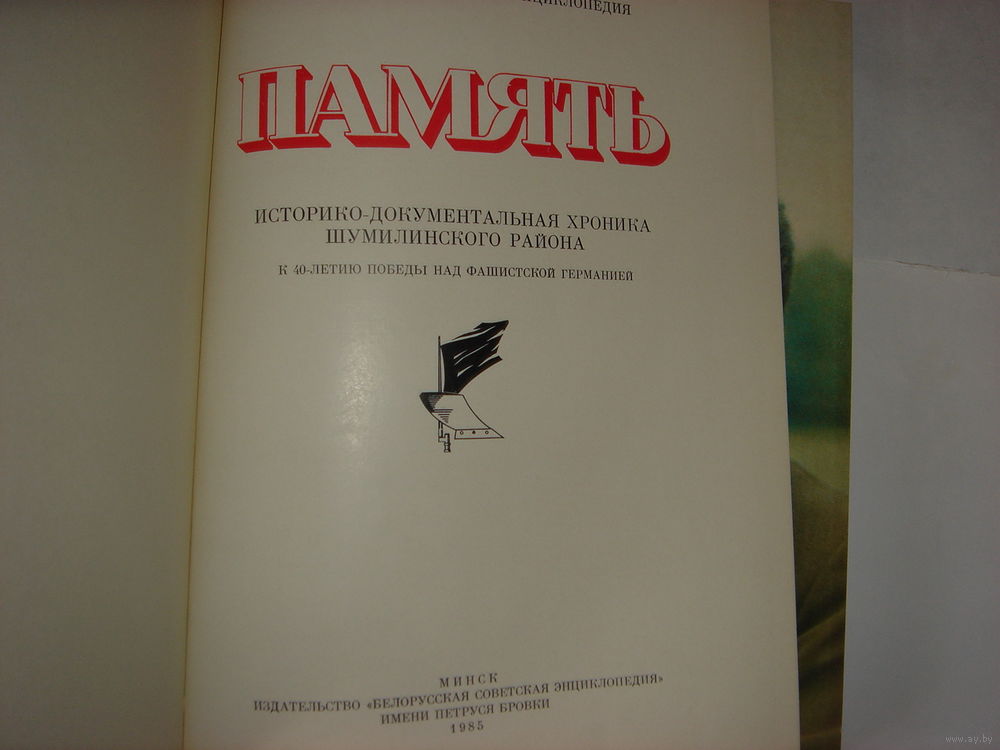 ПАМЯТЬ
ИСТОРИКО-ДОКУМЕНТАЛЬНАЯ ХРОНИКА
ШУМИЛИНСКОГО РАЙОНА
К 40-ЛЕТИЮ ПОБЕДЫ НАД ФАШИСТСКОЙ ГЕРМАНИЕЙ
МИНСК
ИЗДАТЕЛЬСТВО «БЕЛОРУССКАЯ СОВЕТСКАЯ ЭНЦИКЛОПЕДИЯ»
ИМЕНИ ПЕТРУСЯ БРОВКИ
1985
www.ay.by